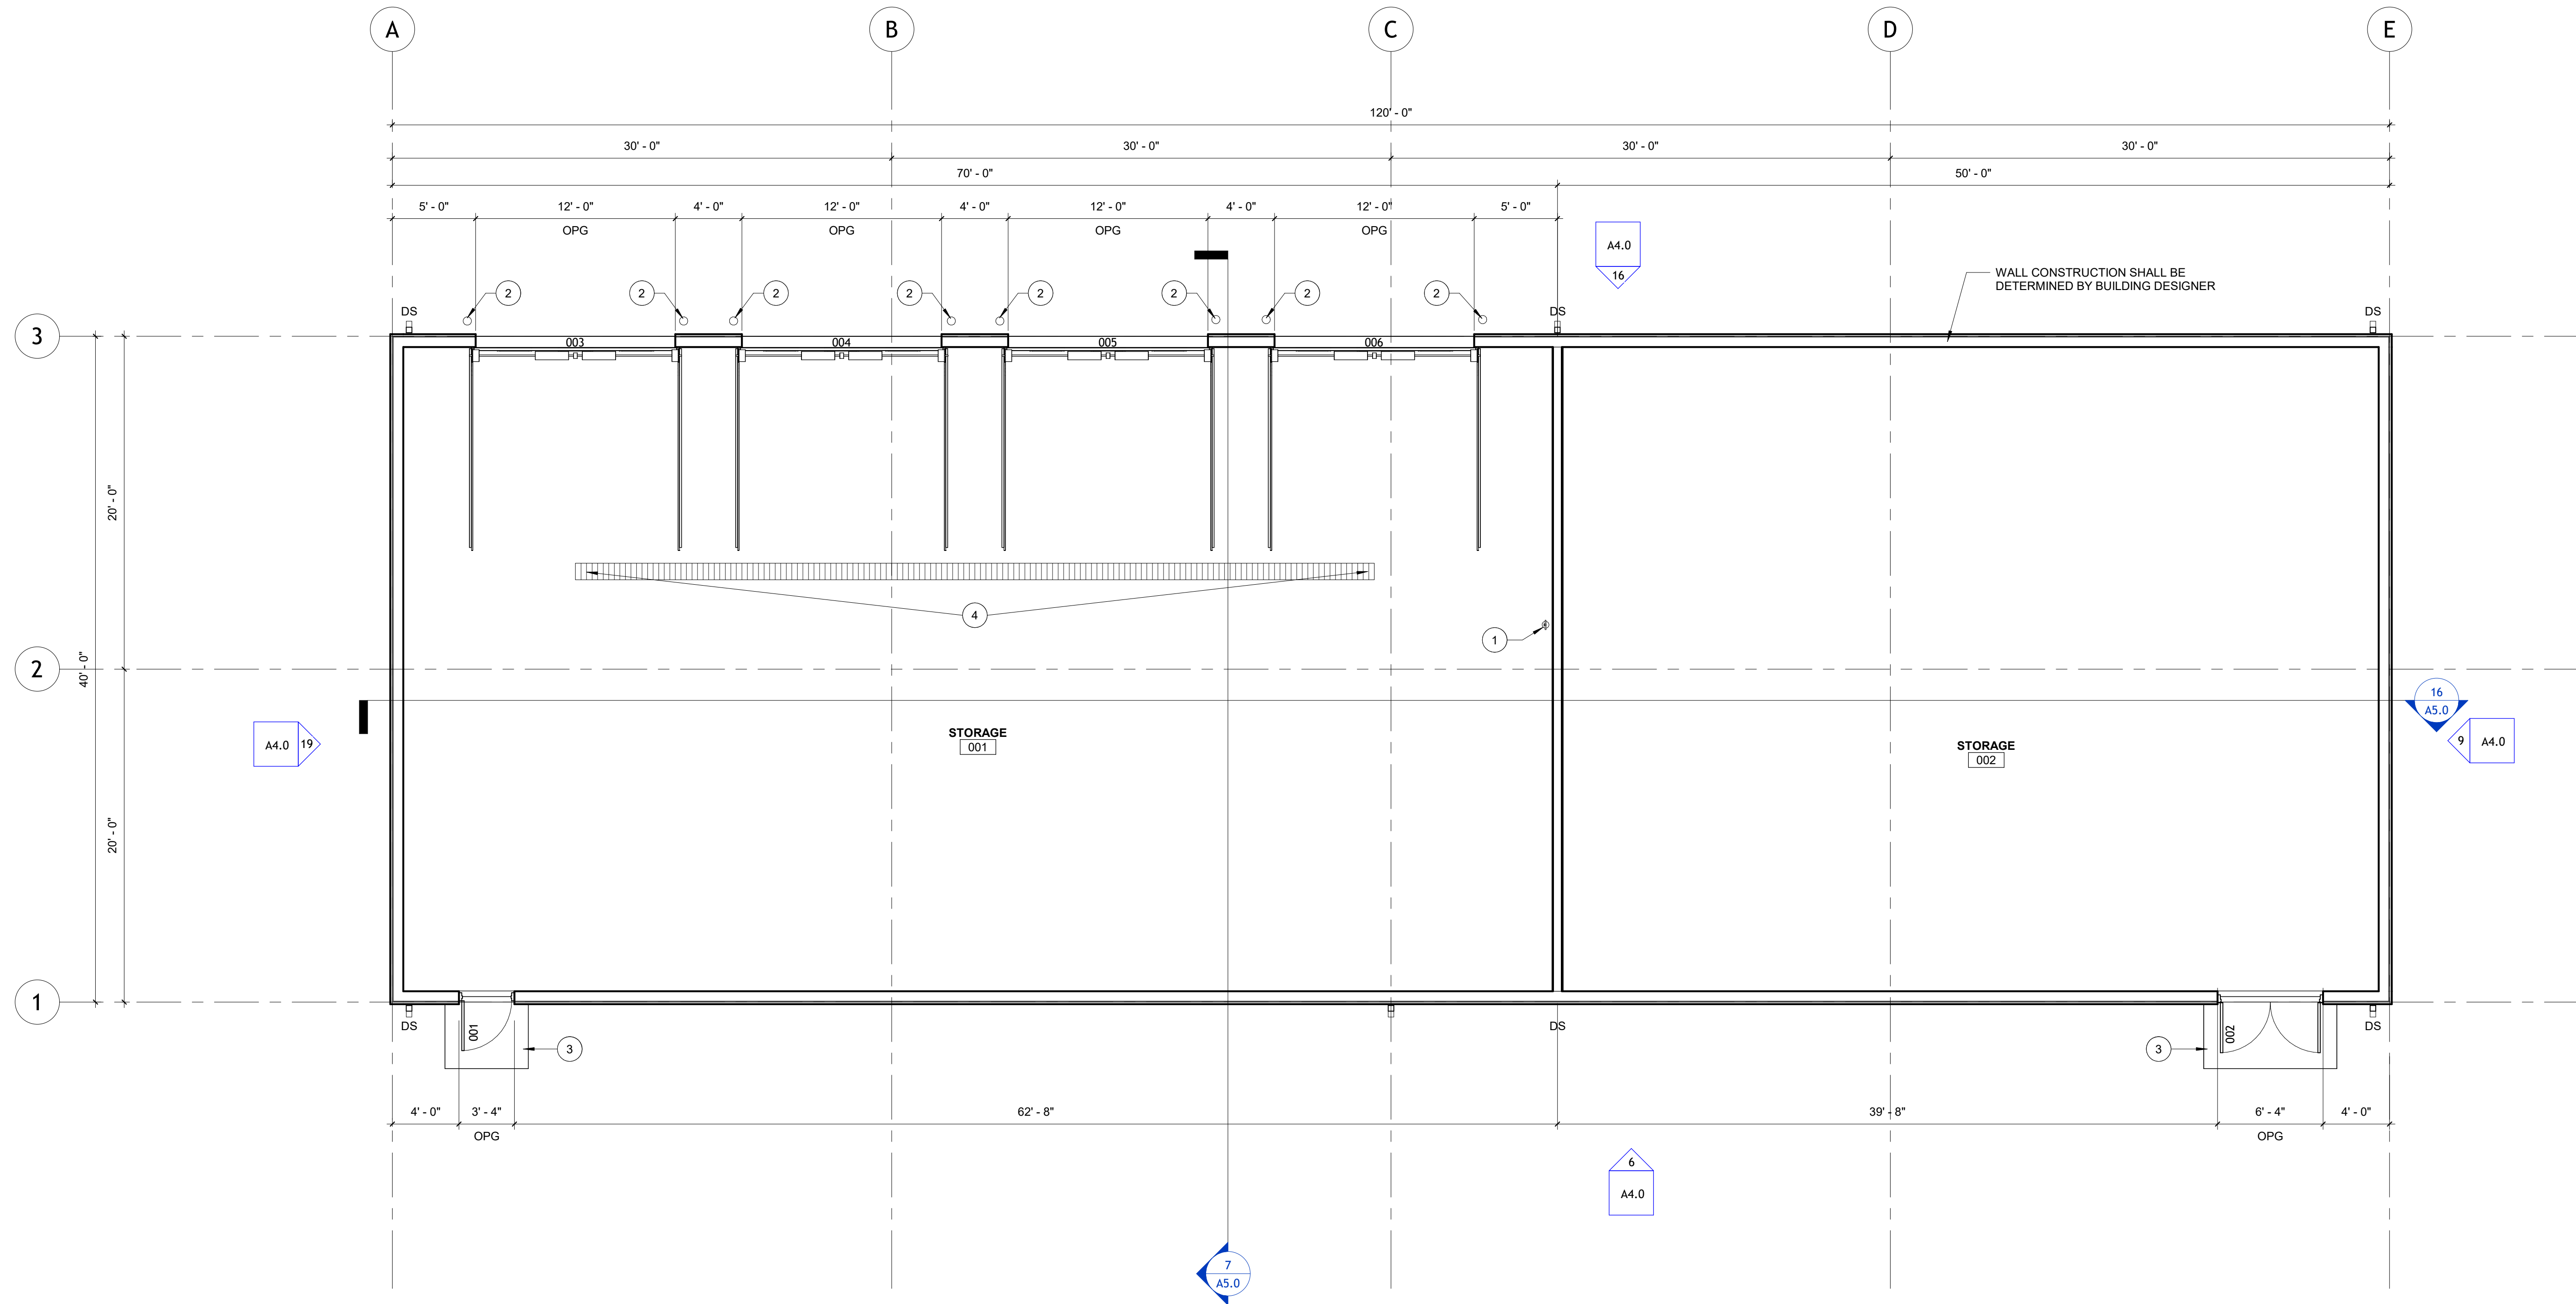 A B C D E
120' - 0"
30' - 0" 30' - 0" 30' - 0" 30' - 0"
70' - 0" 50' - 0"
5' - 0" 12' - 0" 4' - 0" 12' - 0" 4' - 0" 12' - 0" 4' - 0" 12' - 0" 5' - 0"
OPG OPG OPG OPG
A4.0
16
WALL CONSTRUCTION SHALL BE
DETERMINED BY BUILDING DESIGNER
2 2 2 2 2 2 2 2
DS DS DS
3
003 004 005 006
20' - 0"
4
1
2
40' - 0"
16
A5.0
A4.0 19
9 A4.0
STORAGE
001
STORAGE
002
20' - 0"
1
DS DS DS
001
002
3
3
4' - 0" 3' - 4" 62' - 8" 39' - 8" 6' - 4" 4' - 0"
OPG OPG
6
A4.0
7
A5.0